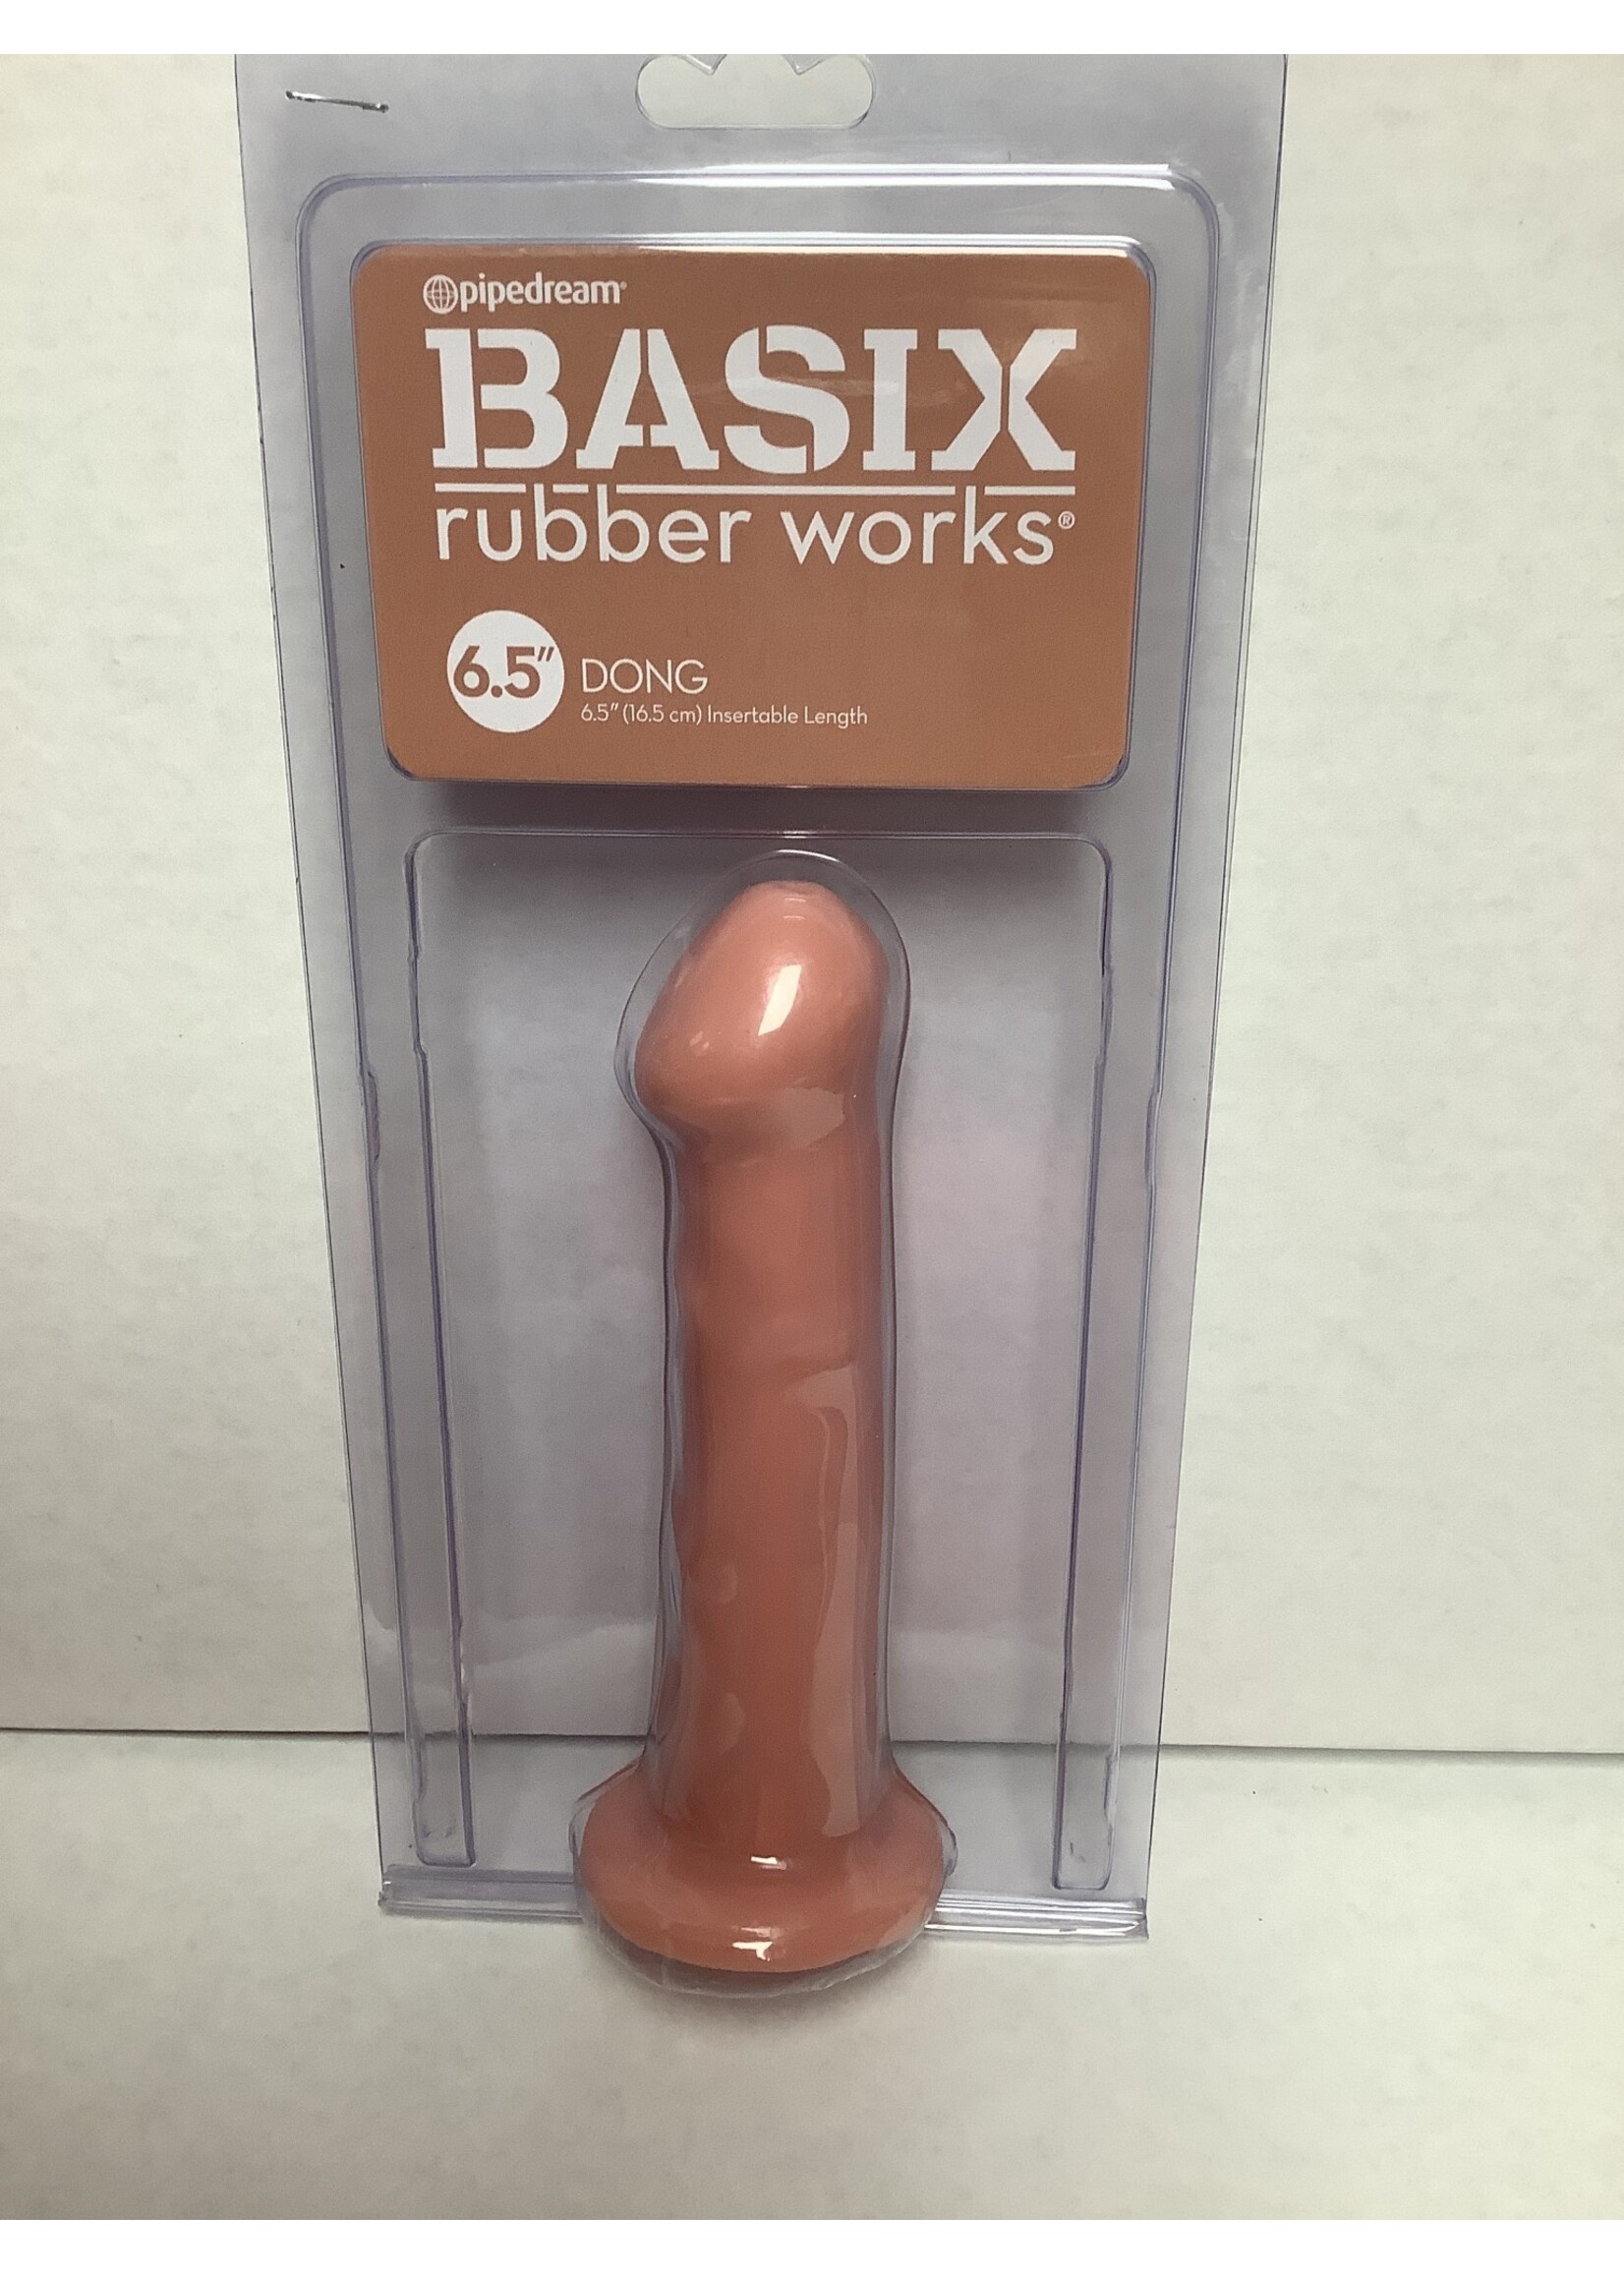 pipedream®
BASIX
rubber works®
6.5" DONG
6.5" (16.5 cm) Insertable Length